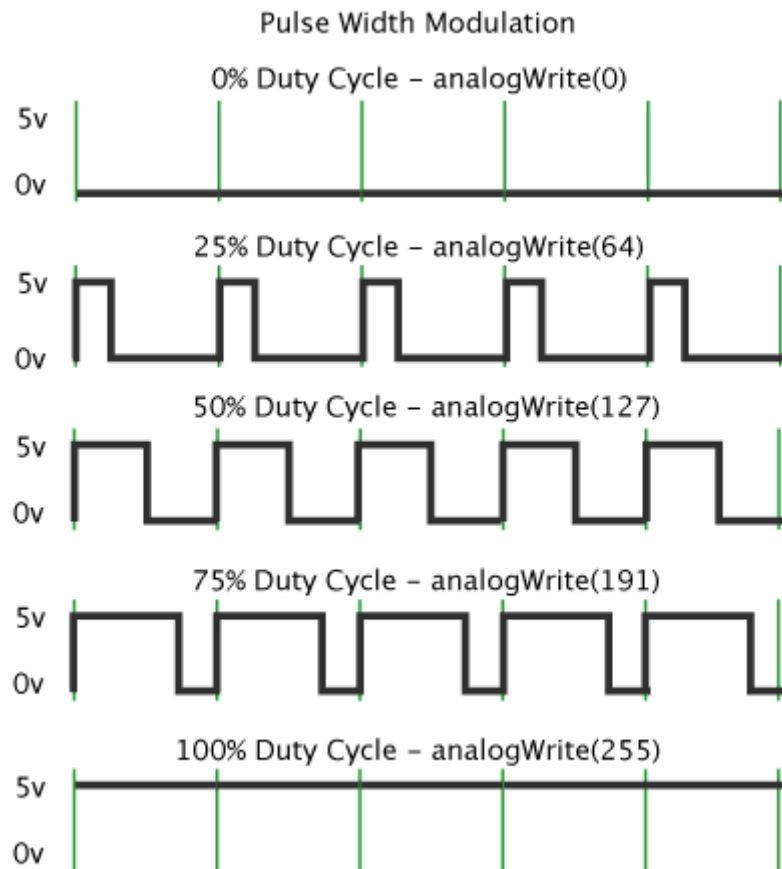 Pulse Width Modulation
0% Duty Cycle – analogWrite(0)
5v
0v
25% Duty Cycle – analogWrite(64)
5v
0v
50% Duty Cycle – analogWrite(127)
5v
0v
75% Duty Cycle – analogWrite(191)
5v
0v
100% Duty Cycle – analogWrite(255)
5v
0v